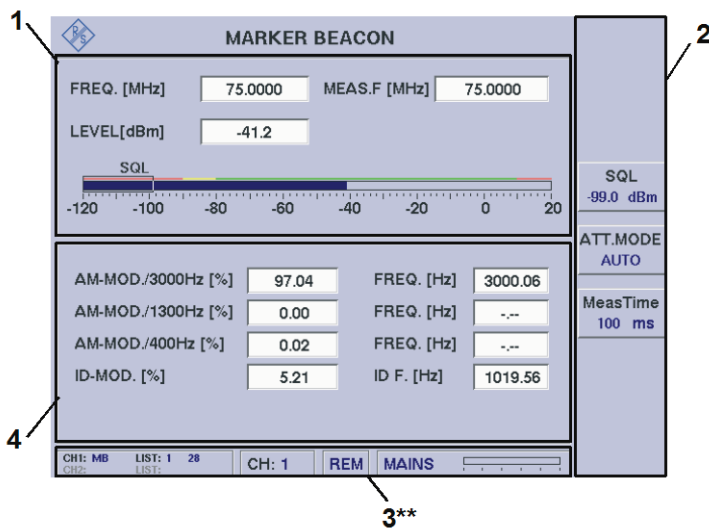 1
2
R/S
MARKER BEACON
FREQ. [MHz] 75.0000 MEAS.F [MHz] 75.0000
LEVEL[dBm] -41.2
SQL
-120 -100 -80 -60 -40 -20 0 20
SQL
-99.0 dBm
ATT.MODE
AUTO
MeasTime
100 ms
AM-MOD./3000Hz [%] 97.04 FREQ. [Hz] 3000.06
AM-MOD./1300Hz [%] 0.00 FREQ. [Hz] -.--
AM-MOD./400Hz [%] 0.02 FREQ. [Hz] -.--
ID-MOD. [%] 5.21 ID F. [Hz] 1019.56
4
CH1: MB LIST: 1 28
CH2: LIST:
CH: 1 REM MAINS
3**